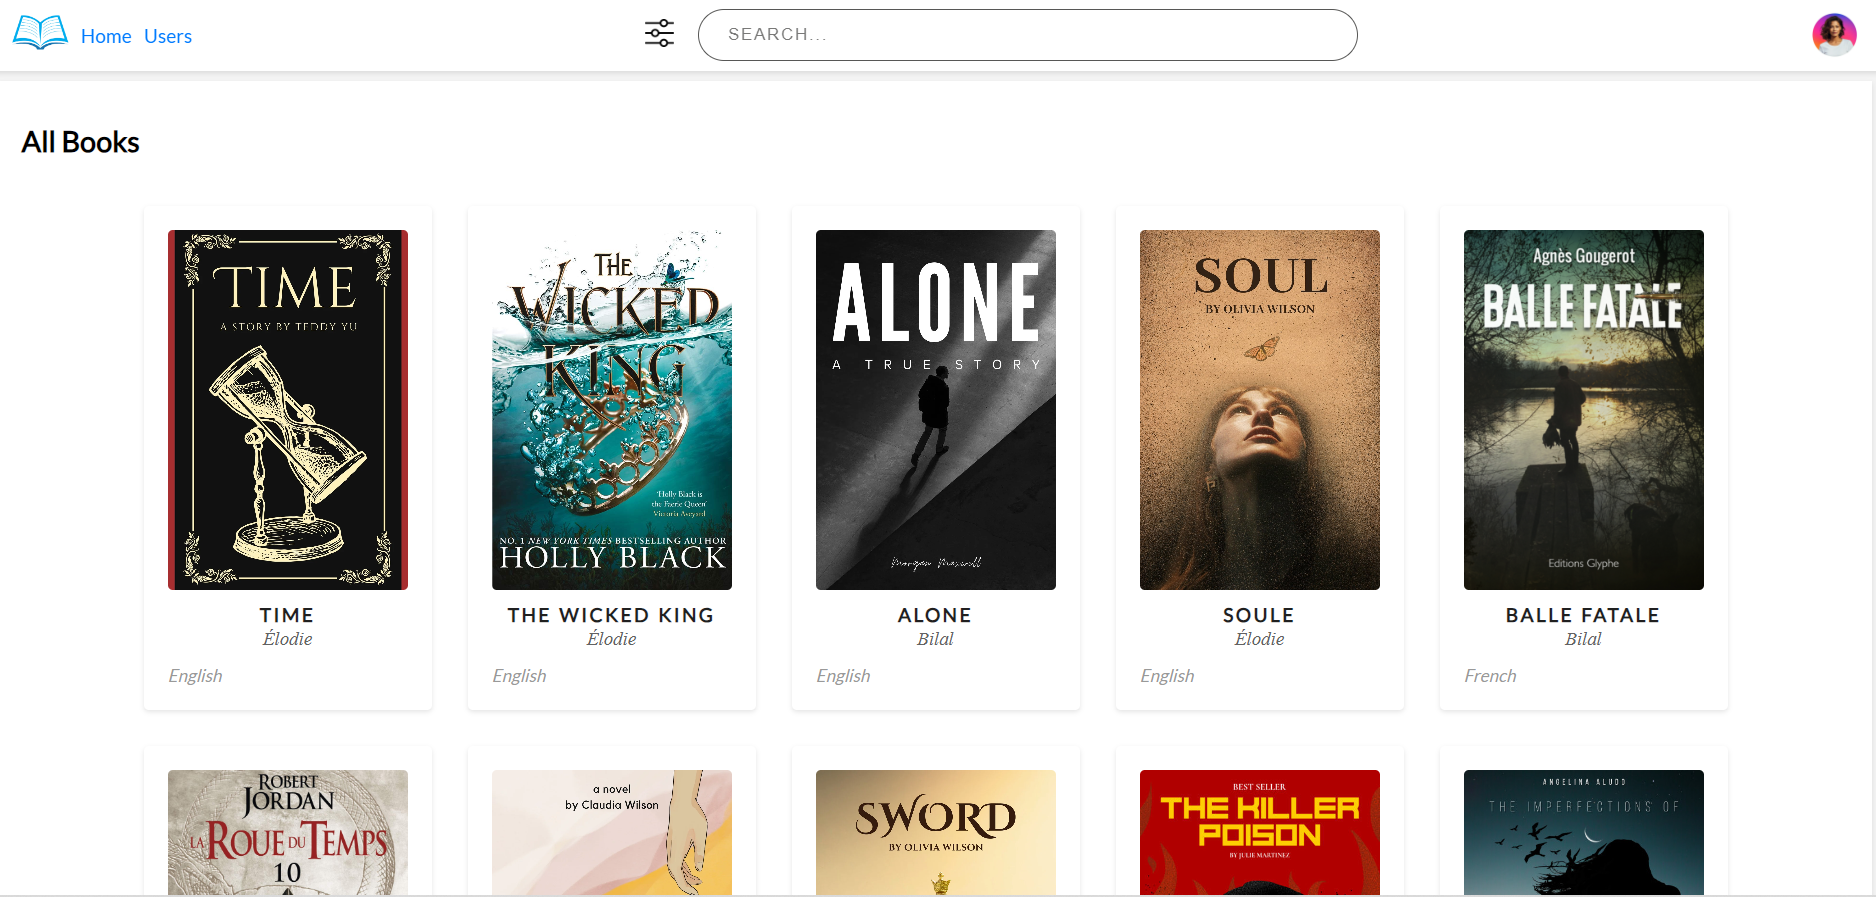 Home Users
SEARCH...
All Books
TIME
A STORY BY TEDDY YU
THE
WICKED
KING
'Holly Black is
the Faerie Queen'
Victoria Aveyard
NO. 1 NEW YORK TIMES BESTSELLING AUTHOR
HOLLY BLACK
ALONE
A TRUE STORY
Morgan Maxwell
SOUL
BY OLIVIA WILSON
Agnès Gougerot
BALLE FATALE
Editions Glyphe
TIME
Élodie
English
THE WICKED KING
Élodie
English
ALONE
Bilal
English
SOULE
Élodie
English
BALLE FATALE
Bilal
French
ROBERT
JORDAN
LA ROUE DU TEMPS
10
a novel
by Claudia Wilson
SWORD
BY OLIVIA WILSON
BEST SELLER
THE KILLER
POISON
BY JULIE MARTINEZ
ANGELINA ALUDO
THE IMPERFECTIONS OF